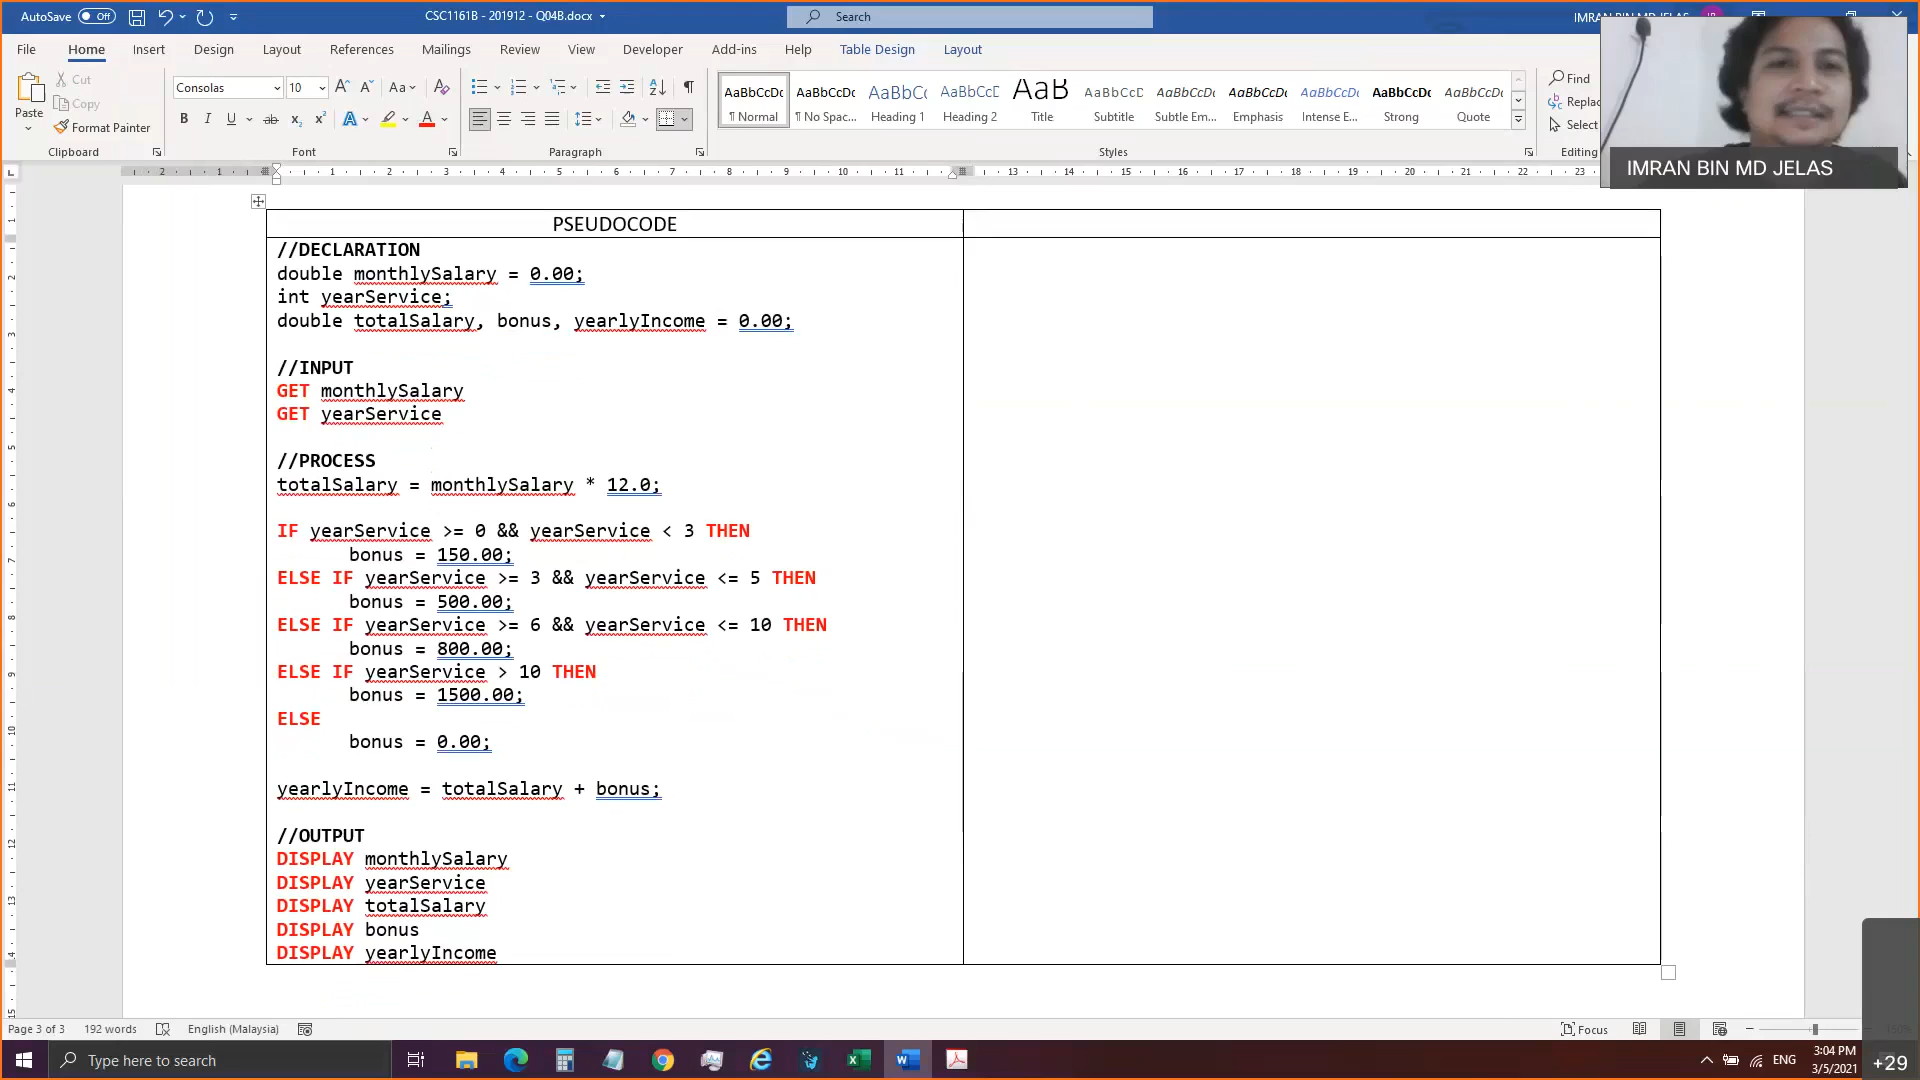 AutoSave Off
CSC1161B - 201912 - Q04B.docx
Search
File Home Insert Design Layout References Mailings Review View Developer Add-ins Help Table Design Layout
Paste
Cut
Copy
Format Painter
Clipboard
Consolas 10
Font
Paragraph
AaBbCcDc AaBbCcDc AaBbC AaBbCcD AaB AaBbCcD AaBbCcDc AaBbCcDc AaBbCcDc AaBbCcDc AaBbCcDc
¶ Normal ¶ No Spac... Heading 1 Heading 2 Title Subtitle Subtle Em... Emphasis Intense E... Strong Quote
Styles
Find
Replac
Select
Editing
IMRAN BIN MD JELAS
PSEUDOCODE
//DECLARATION
double monthlySalary = 0.00;
int yearService;
double totalSalary, bonus, yearlyIncome = 0.00;
//INPUT
GET monthlySalary
GET yearService
//PROCESS
totalSalary = monthlySalary * 12.0;
IF yearService >= 0 && yearService < 3 THEN
bonus = 150.00;
ELSE IF yearService >= 3 && yearService <= 5 THEN
bonus = 500.00;
ELSE IF yearService >= 6 && yearService <= 10 THEN
bonus = 800.00;
ELSE IF yearService > 10 THEN
bonus = 1500.00;
ELSE
bonus = 0.00;
yearlyIncome = totalSalary + bonus;
//OUTPUT
DISPLAY monthlySalary
DISPLAY yearService
DISPLAY totalSalary
DISPLAY bonus
DISPLAY yearlyIncome
Page 3 of 3 192 words English (Malaysia)
Focus
Type here to search
ENG
3:04 PM
3/5/2021
+29